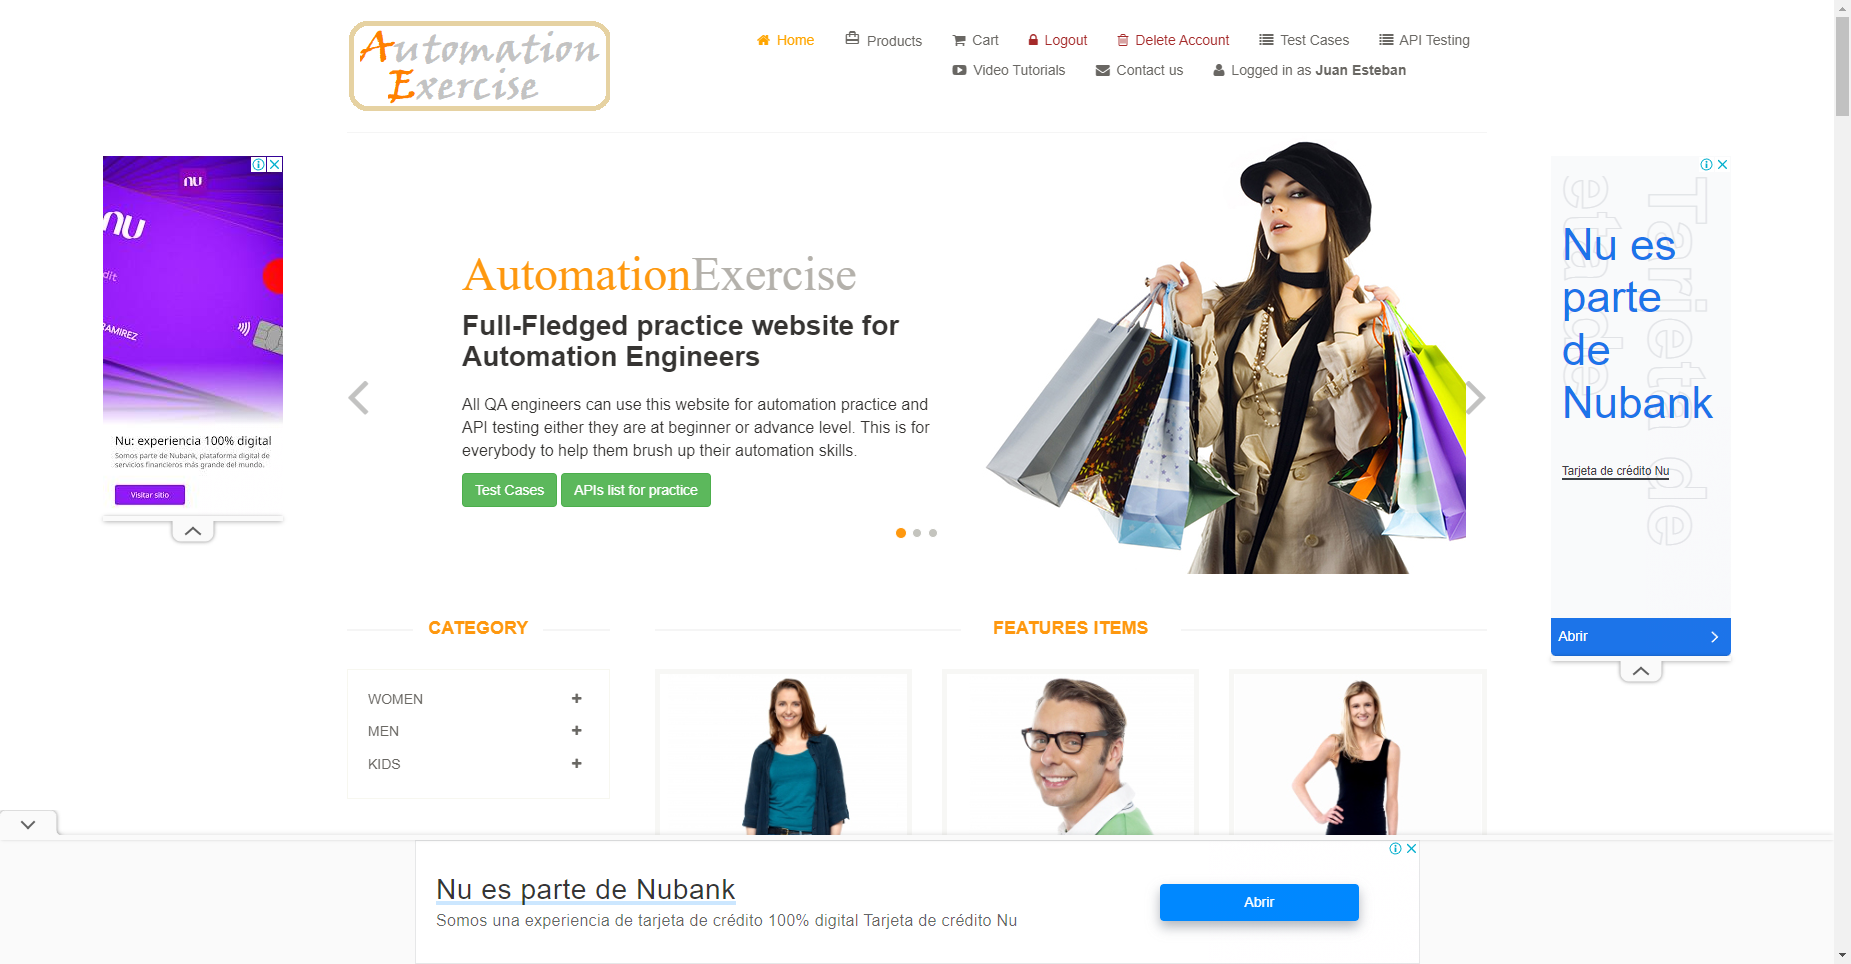 Automation
Exercise
Home
Products
Cart
Logout
Delete Account
Test Cases
API Testing
Video Tutorials
Contact us
Logged in as Juan Esteban
nu
nu
dit
RAMIREZ
Nu: experiencia 100% digital
Somos parte de Nubank, plataforma digital de
servicios financieros más grande del mundo.
Visitar sitio
AutomationExercise
Full-Fledged practice website for
Automation Engineers
All QA engineers can use this website for automation practice and
API testing either they are at beginner or advance level. This is for
everybody to help them brush up their automation skills.
Test Cases
APIs list for practice
Tarjeta de
Nu es
parte
de
Nubank
Tarjeta de crédito Nu
Abrir
CATEGORY
WOMEN
MEN
KIDS
FEATURES ITEMS
Nu es parte de Nubank
Somos una experiencia de tarjeta de crédito 100% digital Tarjeta de crédito Nu
Abrir